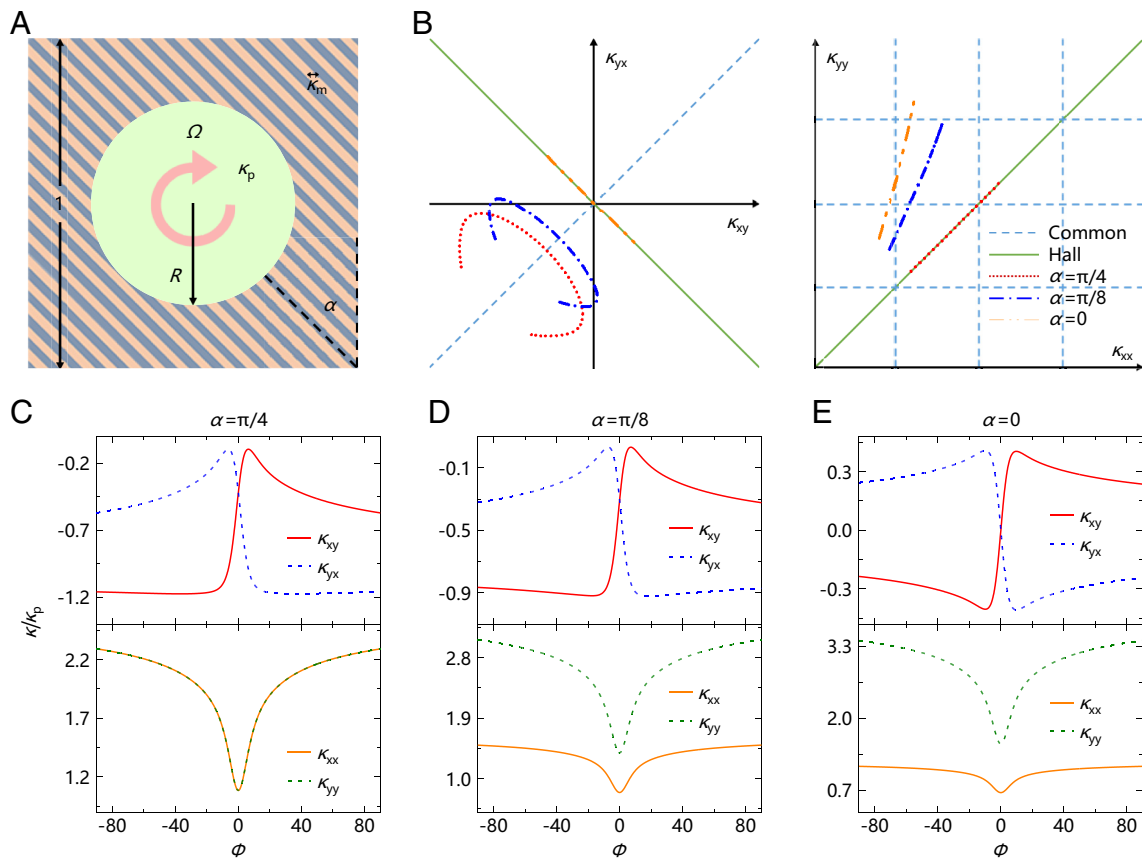 A
κm
Ω
κp
1
R
α
B
κyx
κxy
κyy
κxx
Common
Hall
α=π/4
α=π/8
α=0
C
α=π/4
κ/κp
-0.2
-0.7
-1.2
κxy
κyx
2.2
1.7
1.2
κxx
κyy
-80 -40 0 40 80
Φ
D
α=π/8
-0.1
-0.5
-0.9
κxy
κyx
2.8
1.9
1.0
κxx
κyy
-80 -40 0 40 80
Φ
E
α=0
0.3
0.0
-0.3
κxy
κyx
3.3
2.0
0.7
κxx
κyy
-80 -40 0 40 80
Φ